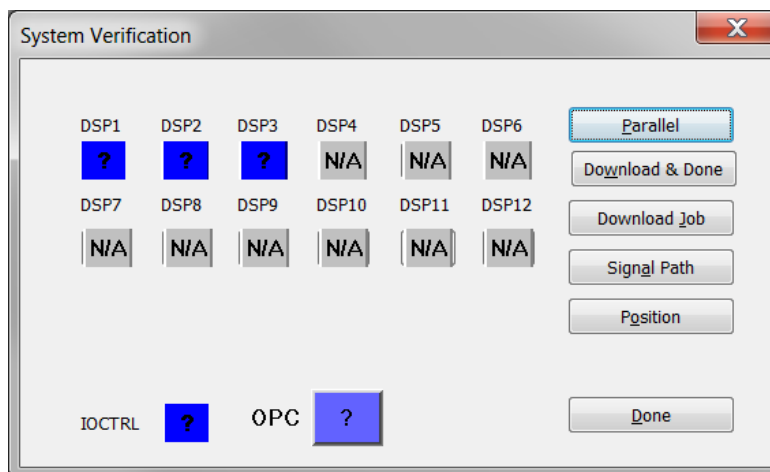 System Verification
X
DSP1 DSP2 DSP3 DSP4 DSP5 DSP6 Parallel
? ? ? N/A N/A N/A Download & Done
DSP7 DSP8 DSP9 DSP10 DSP11 DSP12 Download Job
N/A N/A N/A N/A N/A N/A Signal Path
Position
IOCTRL ? OPC ? Done